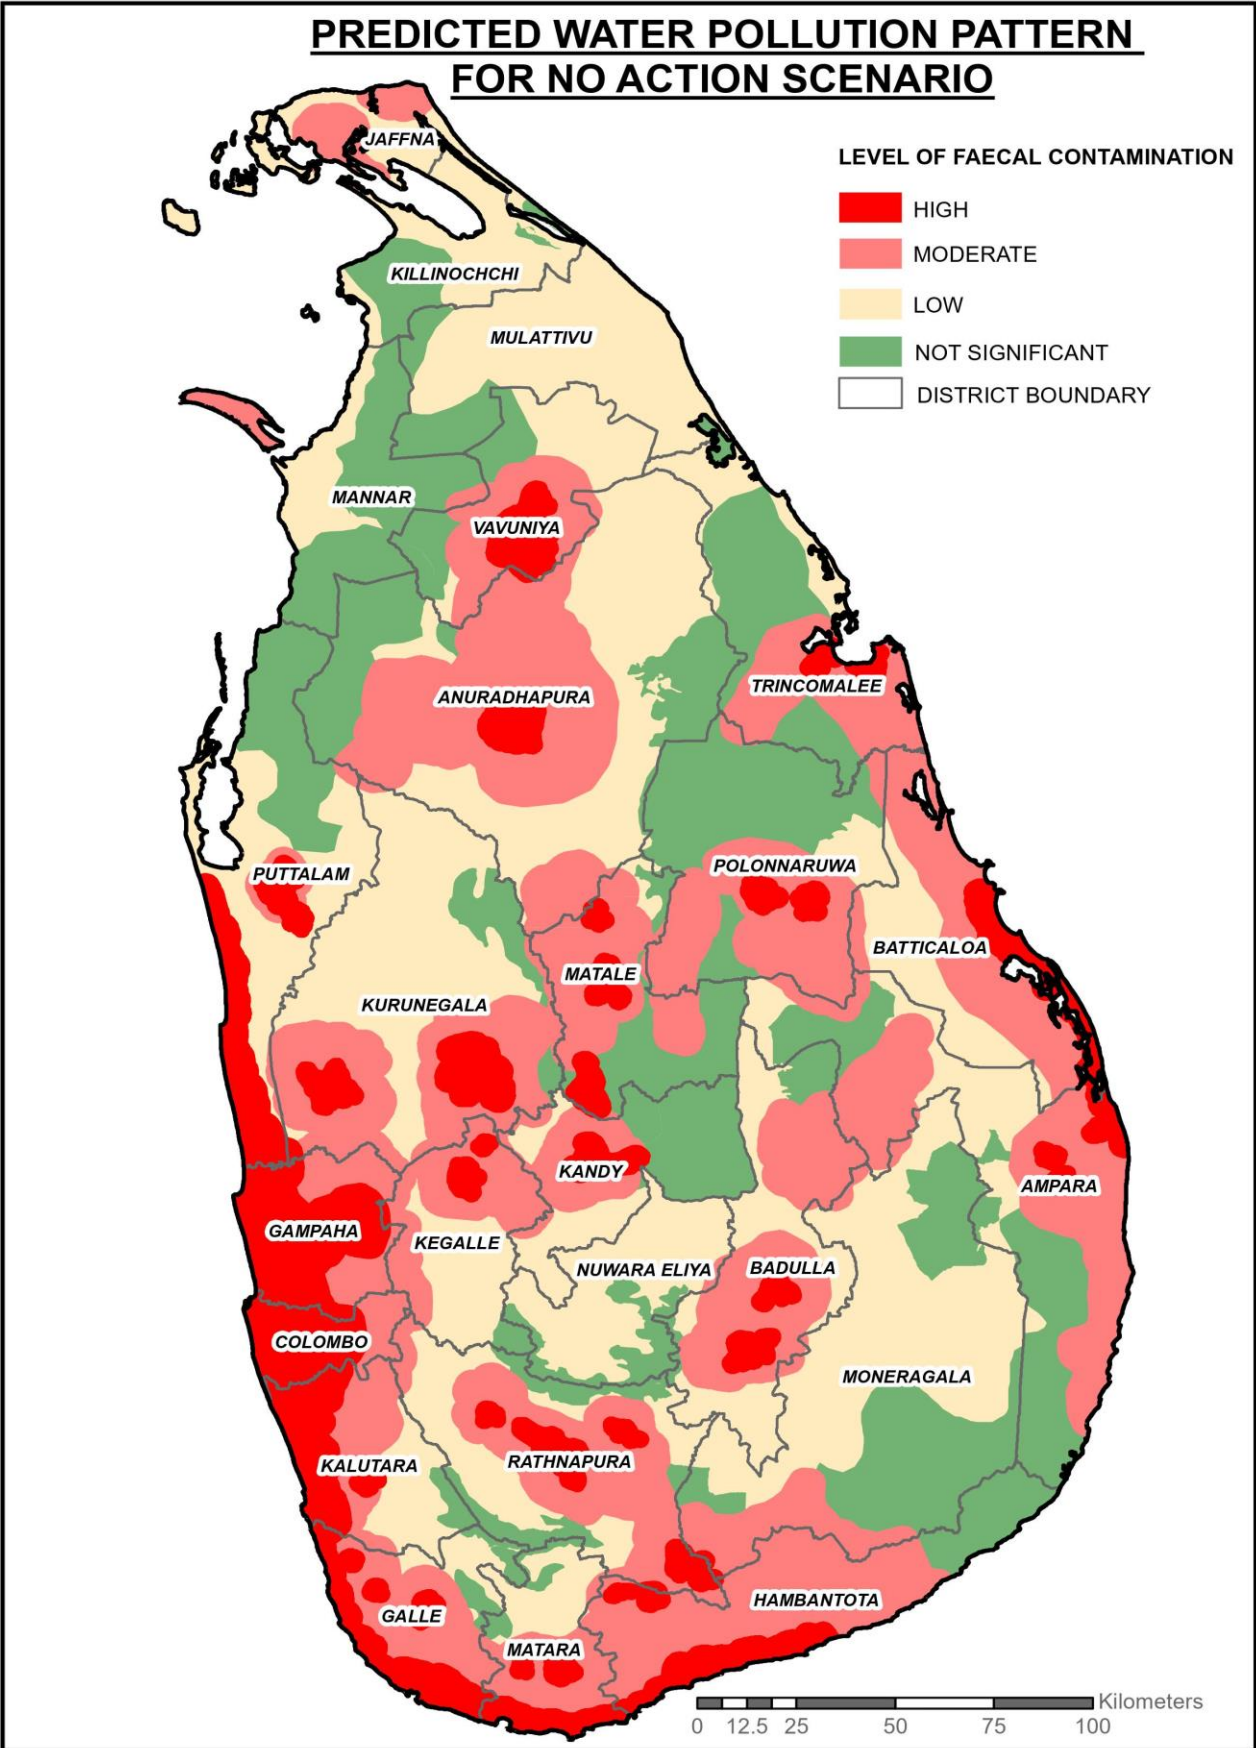 PREDICTED WATER POLLUTION PATTERN
FOR NO ACTION SCENARIO
LEVEL OF FAECAL CONTAMINATION
HIGH
MODERATE
LOW
NOT SIGNIFICANT
DISTRICT BOUNDARY
JAFFNA
KILLINOCHCHI
MULATTIVU
MANNAR
VAVUNIYA
TRINCOMALEE
ANURADHAPURA
POLONNARUWA
PUTTALAM
BATTICALOA
MATALE
KURUNEGALA
KANDY
AMPARA
GAMPAHA
KEGALLE
NUWARA ELIYA
BADULLA
COLOMBO
MONERAGALA
KALUTARA
RATHNAPURA
HAMBANTOTA
GALLE
MATARA
Kilometers
0 12.5 25 50 75 100